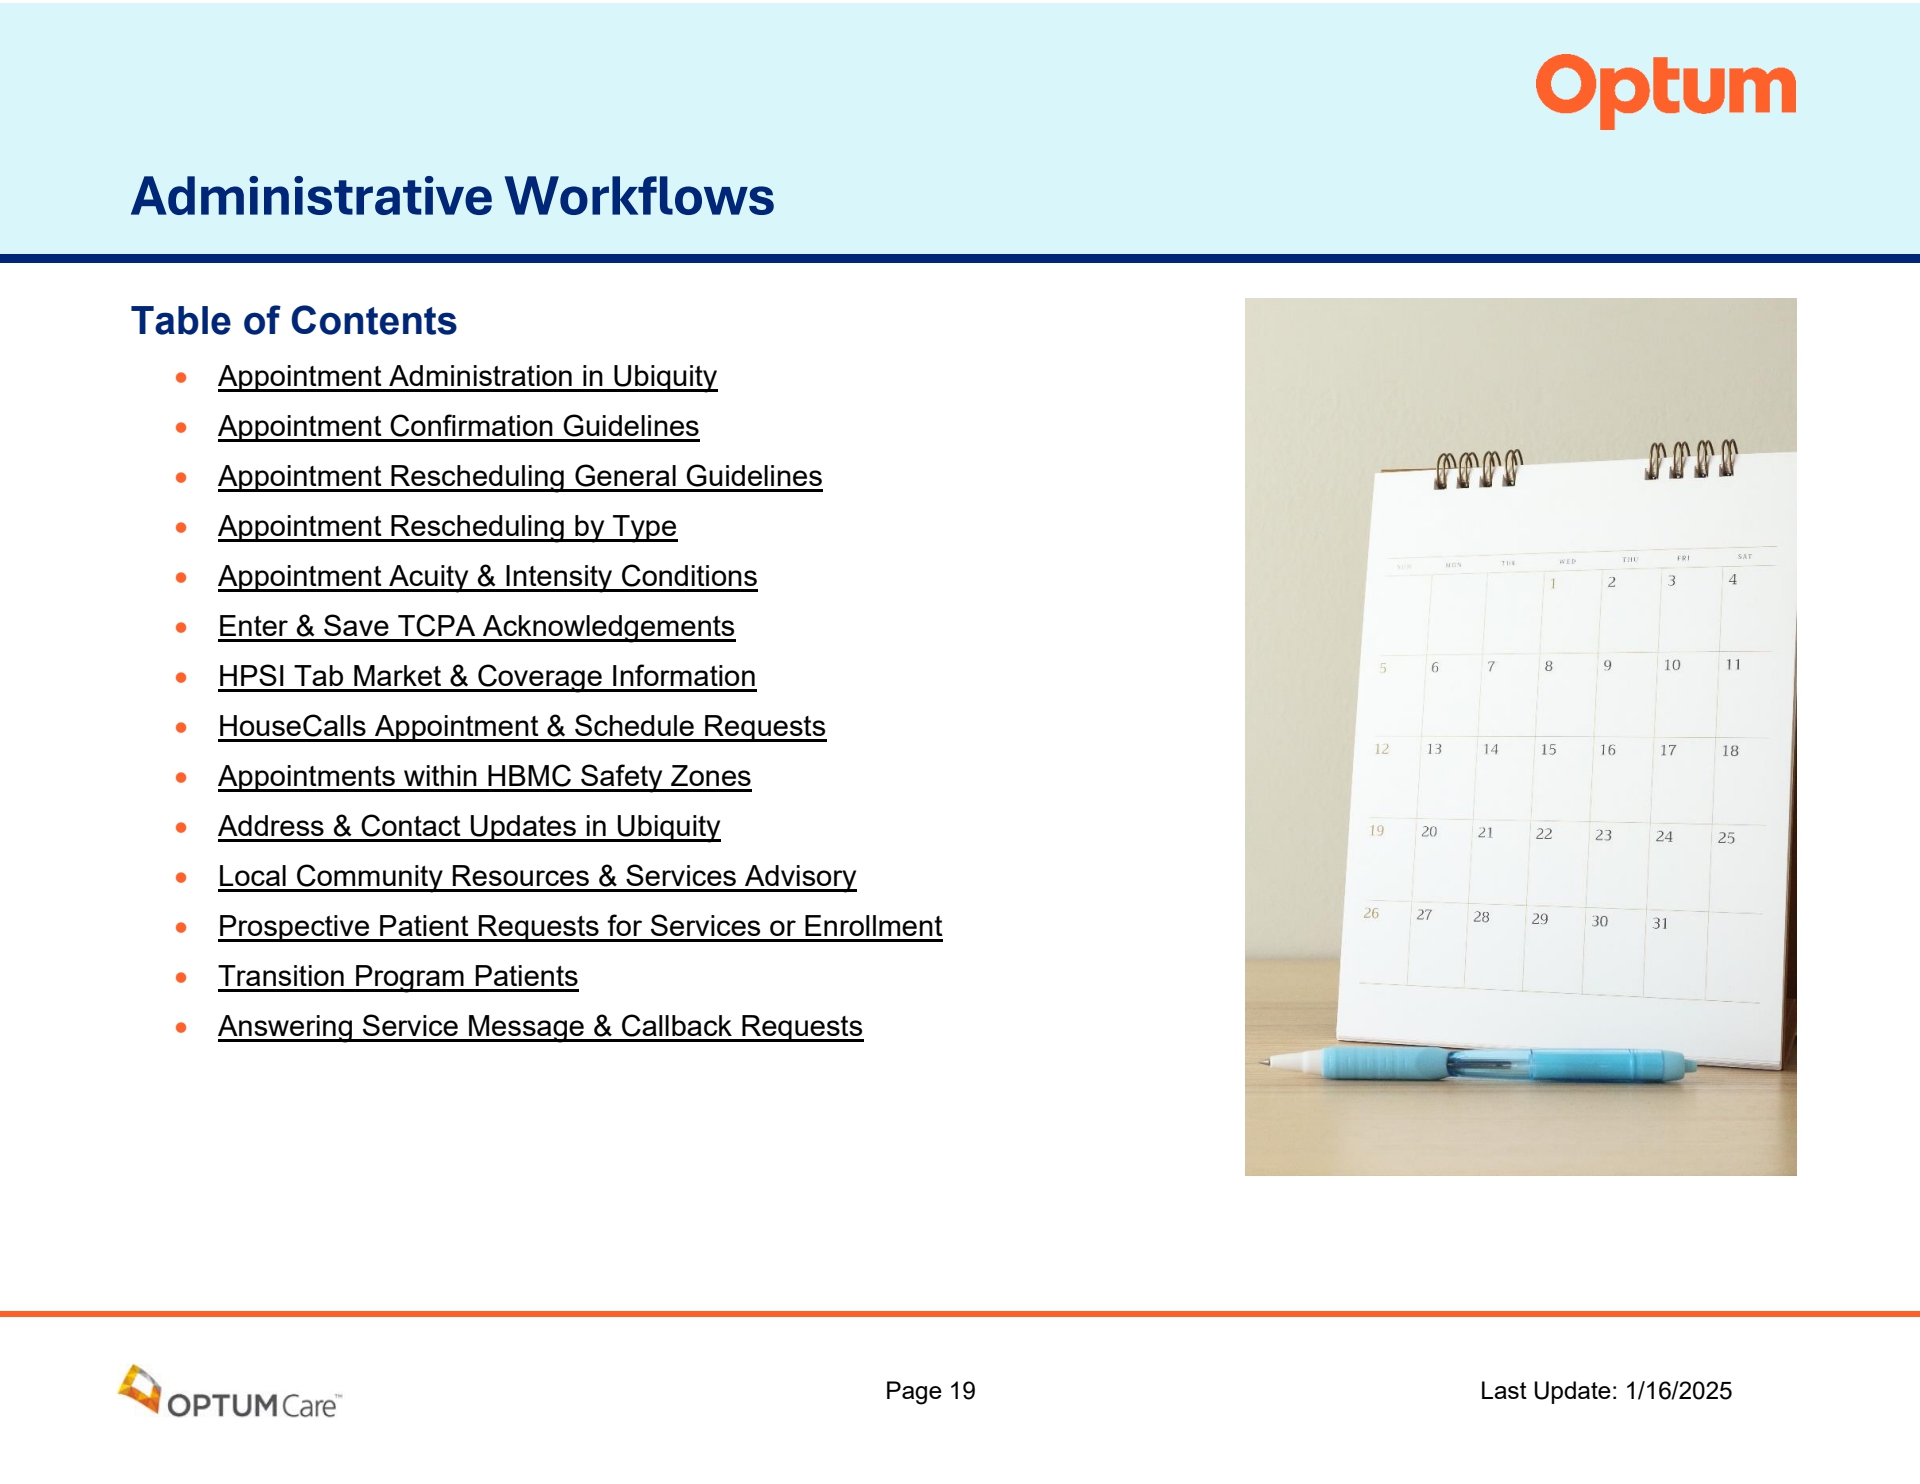 Optum
Administrative Workflows
Table of Contents
• Appointment Administration in Ubiquity
• Appointment Confirmation Guidelines
• Appointment Rescheduling General Guidelines
• Appointment Rescheduling by Type
• Appointment Acuity & Intensity Conditions
• Enter & Save TCPA Acknowledgements
• HPSI Tab Market & Coverage Information
• HouseCalls Appointment & Schedule Requests
• Appointments within HBMC Safety Zones
• Address & Contact Updates in Ubiquity
• Local Community Resources & Services Advisory
• Prospective Patient Requests for Services or Enrollment
• Transition Program Patients
• Answering Service Message & Callback Requests
SUN MON TUE WED THU FRI SAT
1 2 3 4
5 6 7 8 9 10 11
12 13 14 15 16 17 18
19 20 21 22 23 24 25
26 27 28 29 30 31
OPTUMCare™
Page 19
Last Update: 1/16/2025